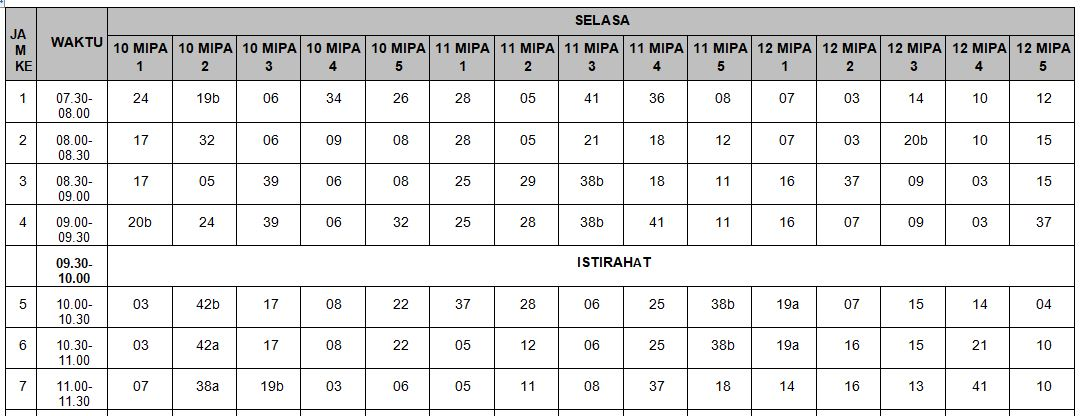 SELASA
JA M KE WAKTU 10 MIPA 1 10 MIPA 2 10 MIPA 3 10 MIPA 4 10 MIPA 5 11 MIPA 1 11 MIPA 2 11 MIPA 3 11 MIPA 4 11 MIPA 5 12 MIPA 1 12 MIPA 2 12 MIPA 3 12 MIPA 4 12 MIPA 5
1 07.30-08.00 24 19b 06 34 26 28 05 41 36 08 07 03 14 10 12
2 08.00-08.30 17 32 06 09 08 28 05 21 18 12 07 03 20b 10 15
3 08.30-09.00 17 05 39 06 08 25 29 38b 18 11 16 37 09 03 15
4 09.00-09.30 20b 24 39 06 32 25 28 38b 41 11 16 07 09 03 37
09.30-10.00 ISTIRAHAT
5 10.00-10.30 03 42b 17 08 22 37 28 06 25 38b 19a 07 15 14 04
6 10.30-11.00 03 42a 17 08 22 05 12 06 25 38b 19a 16 15 21 10
7 11.00-11.30 07 38a 19b 03 06 05 11 08 37 18 14 16 13 41 10